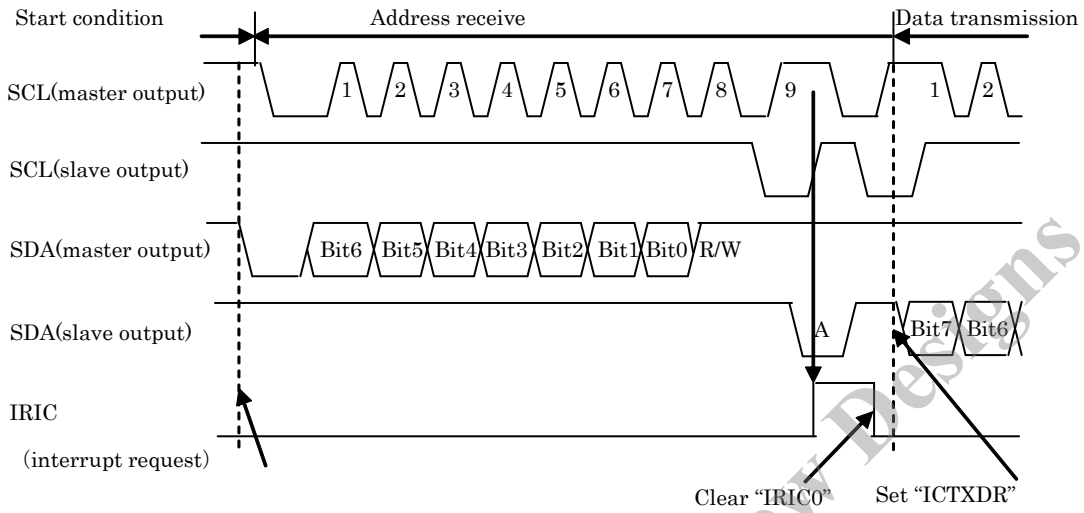 Start condition Address receive Data transmission
SCL(master output) 1 2 3 4 5 6 7 8 9 1 2
SCL(slave output)
SDA(master output) Bit6 Bit5 Bit4 Bit3 Bit2 Bit1 Bit0 R/W
SDA(slave output) A Bit7 Bit6
IRIC
(interrupt request)
Clear “IRIC0” Set “ICTXDR”
Designs